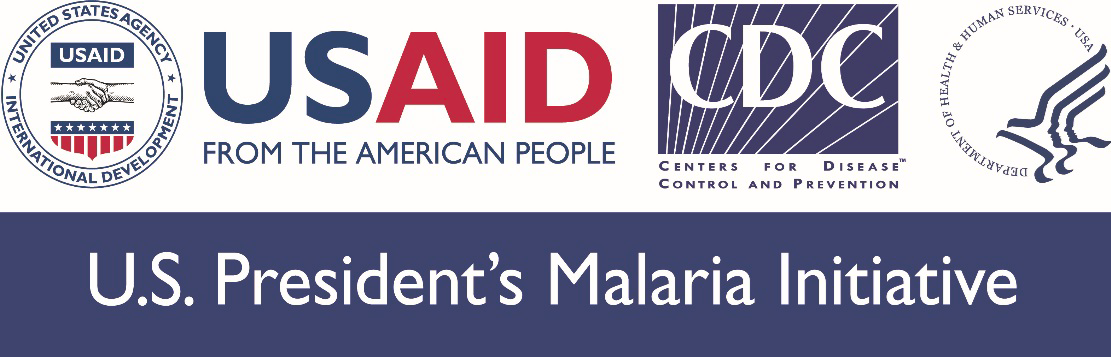 UNITED STATES AGENCY
INTERNATIONAL DEVELOPMENT
USAID
USAID
FROM THE AMERICAN PEOPLE
CDC
CENTERS FOR DISEASE™
CONTROL AND PREVENTION
DEPARTMENT OF HEALTH & HUMAN SERVICES · USA
U.S. President’s Malaria Initiative